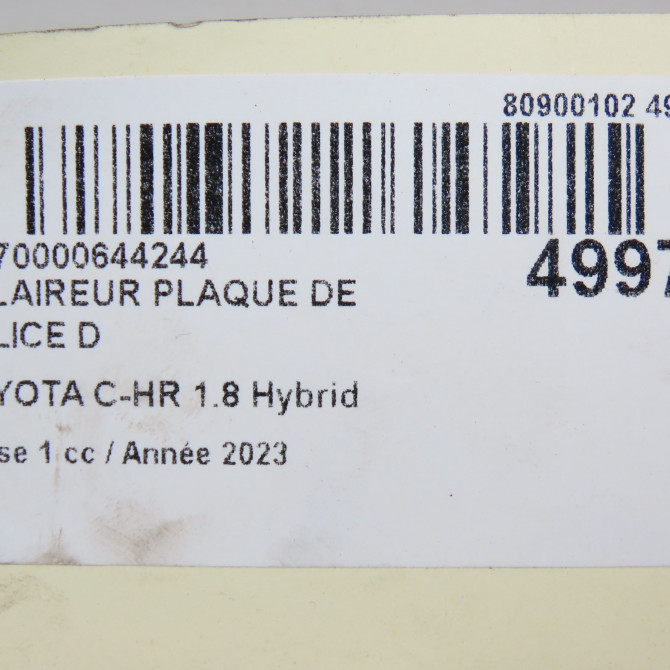 80900102 49
70000644244
4997
LAIREUR PLAQUE DE
LICE D
YOTA C-HR 1.8 Hybrid
se 1 cc / Année 2023